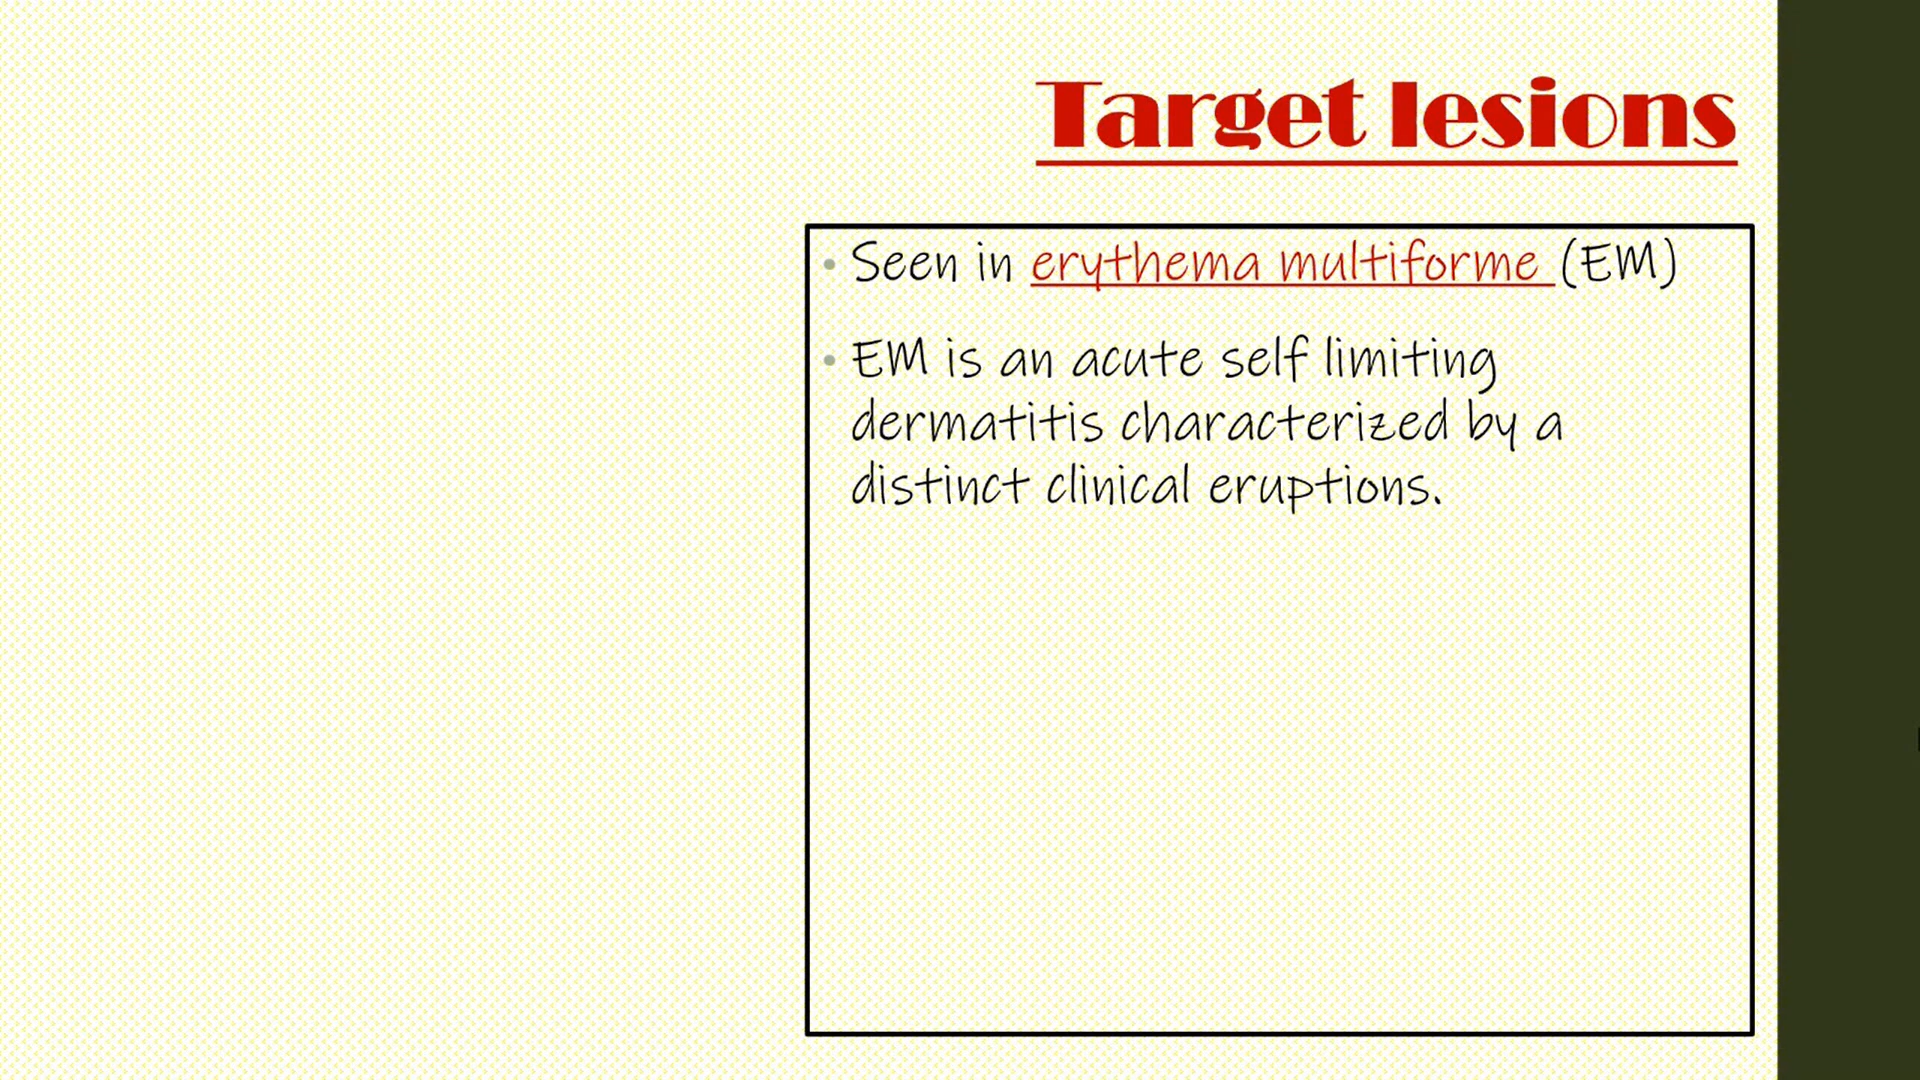 Target lesions
• Seen in erythema multiforme (EM)
• EM is an acute self limiting
dermatitis characterized by a
distinct clinical eruptions.